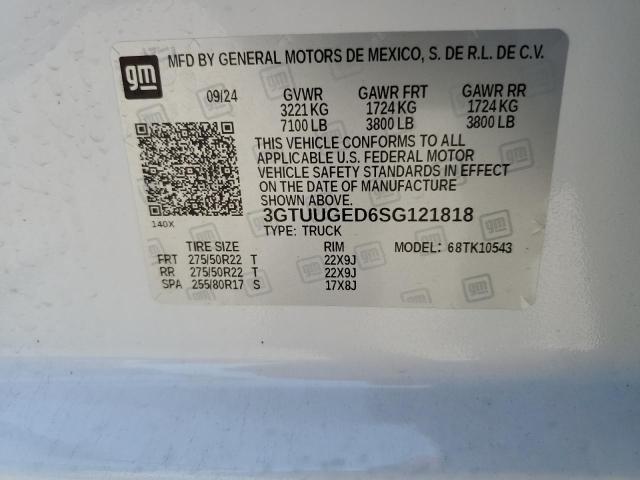 gm
MFD BY GENERAL MOTORS DE MEXICO, S. DE R.L. DE C.V.
09/24 GVWR GAWR FRT GAWR RR
3221 KG 1724 KG 1724 KG
7100 LB 3800 LB 3800 LB
THIS VEHICLE CONFORMS TO ALL
APPLICABLE U.S. FEDERAL MOTOR
VEHICLE SAFETY STANDARDS IN EFFECT
ON THE DATE OF MANUFACTURE
SHOWN ABOVE.
140X 3GTUUGED6SG121818
TYPE: TRUCK
TIRE SIZE RIM MODEL: 68TK10543
FRT 275/50R22 T 22X9J
RR 275/50R22 T 22X9J
SPA 255/80R17 S 17X8J